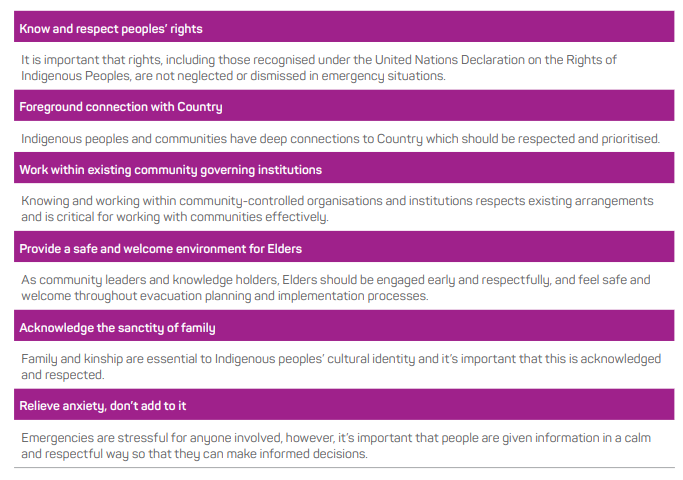 Know and respect peoples’ rights
It is important that rights, including those recognised under the United Nations Declaration on the Rights of
Indigenous Peoples, are not neglected or dismissed in emergency situations.
Foreground connection with Country
Indigenous peoples and communities have deep connections to Country which should be respected and prioritised.
Work within existing community governing institutions
Knowing and working within community-controlled organisations and institutions respects existing arrangements
and is critical for working with communities effectively.
Provide a safe and welcome environment for Elders
As community leaders and knowledge holders, Elders should be engaged early and respectfully, and feel safe and
welcome throughout evacuation planning and implementation processes.
Acknowledge the sanctity of family
Family and kinship are essential to Indigenous peoples’ cultural identity and it’s important that this is acknowledged
and respected.
Relieve anxiety, don’t add to it
Emergencies are stressful for anyone involved, however, it’s important that people are given information in a calm
and respectful way so that they can make informed decisions.